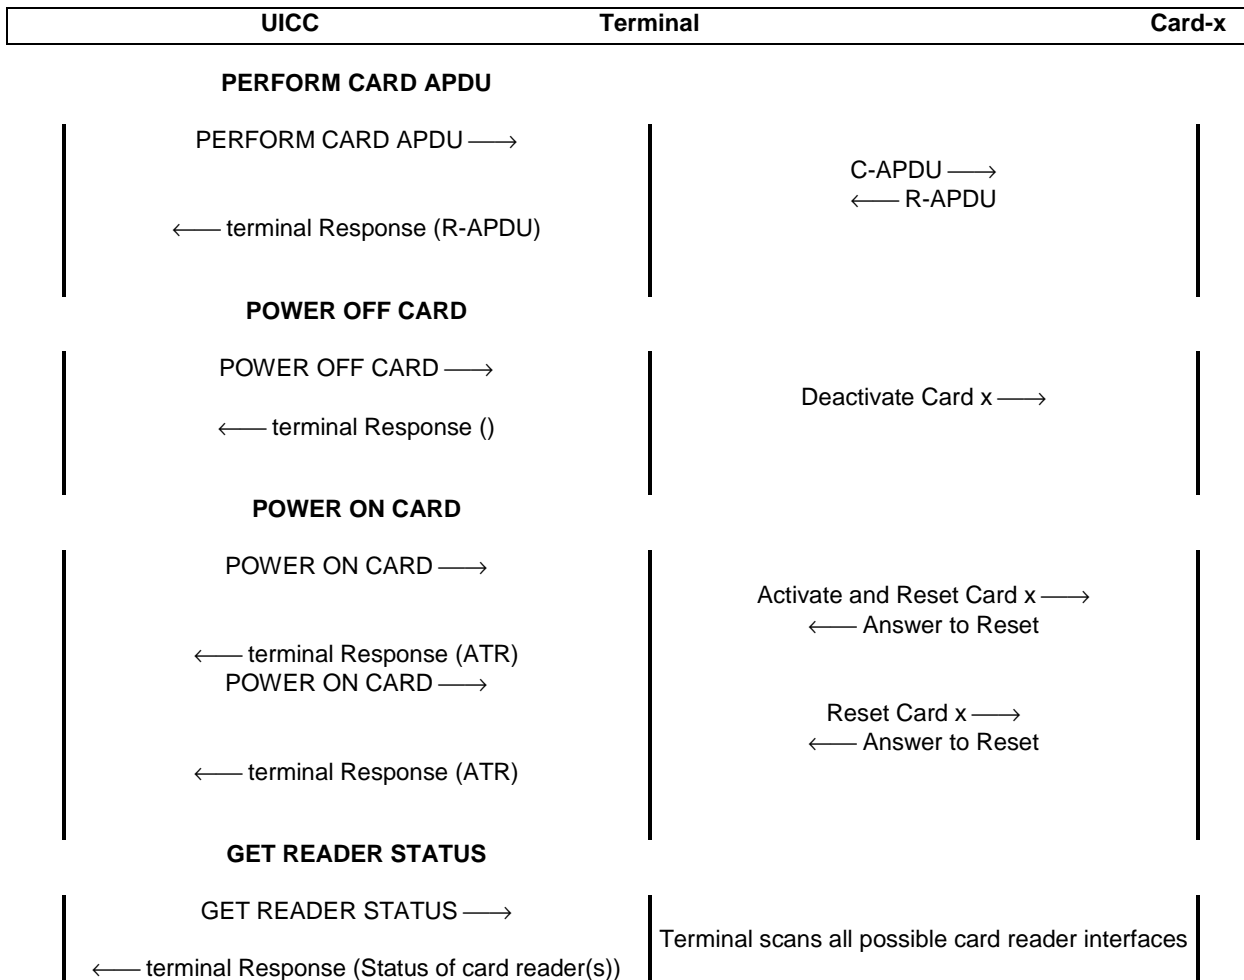 UICC Terminal Card-x
PERFORM CARD APDU
PERFORM CARD APDU ⟶
C-APDU ⟶
⟵ R-APDU
⟵ terminal Response (R-APDU)
POWER OFF CARD
POWER OFF CARD ⟶
Deactivate Card x ⟶
⟵ terminal Response ()
POWER ON CARD
POWER ON CARD ⟶
Activate and Reset Card x ⟶
⟵ Answer to Reset
⟵ terminal Response (ATR)
POWER ON CARD ⟶
Reset Card x ⟶
⟵ Answer to Reset
⟵ terminal Response (ATR)
GET READER STATUS
GET READER STATUS ⟶
Terminal scans all possible card reader interfaces
⟵ terminal Response (Status of card reader(s))